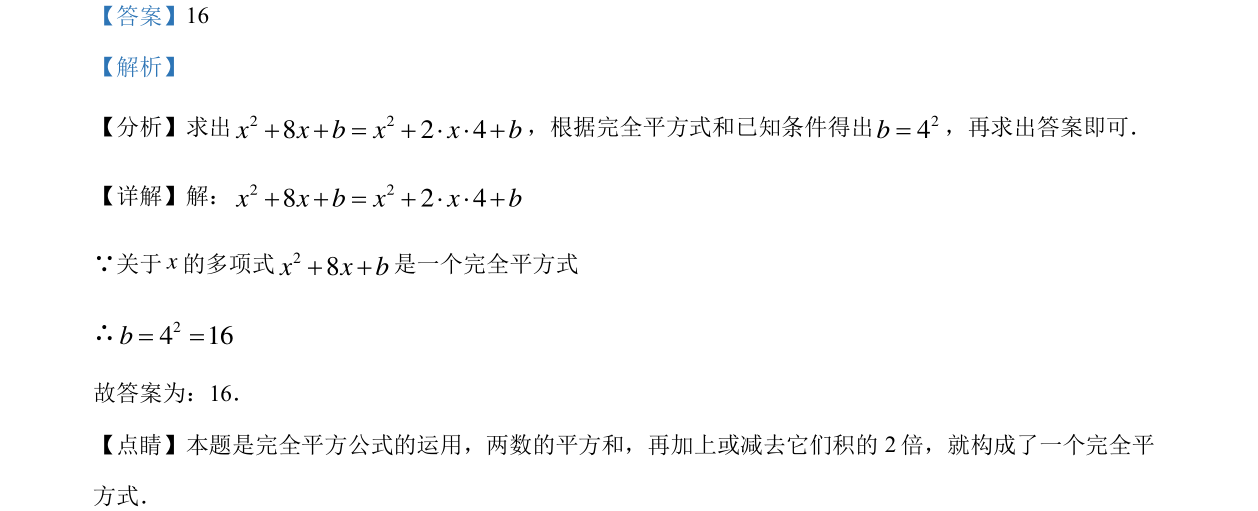 【答案】16
【解析】
【分析】求出 x² + 8x + b = x² + 2·x·4 + b，根据完全平方式和已知条件得出 b = 4²，再求出答案即可．
【详解】解： x² + 8x + b = x² + 2·x·4 + b
∵关于 x 的多项式 x² + 8x + b 是一个完全平方式
∴ b = 4² = 16
故答案为：16．
【点睛】本题是完全平方公式的运用，两数的平方和，再加上或减去它们积的 2 倍，就构成了一个完全平
方式．